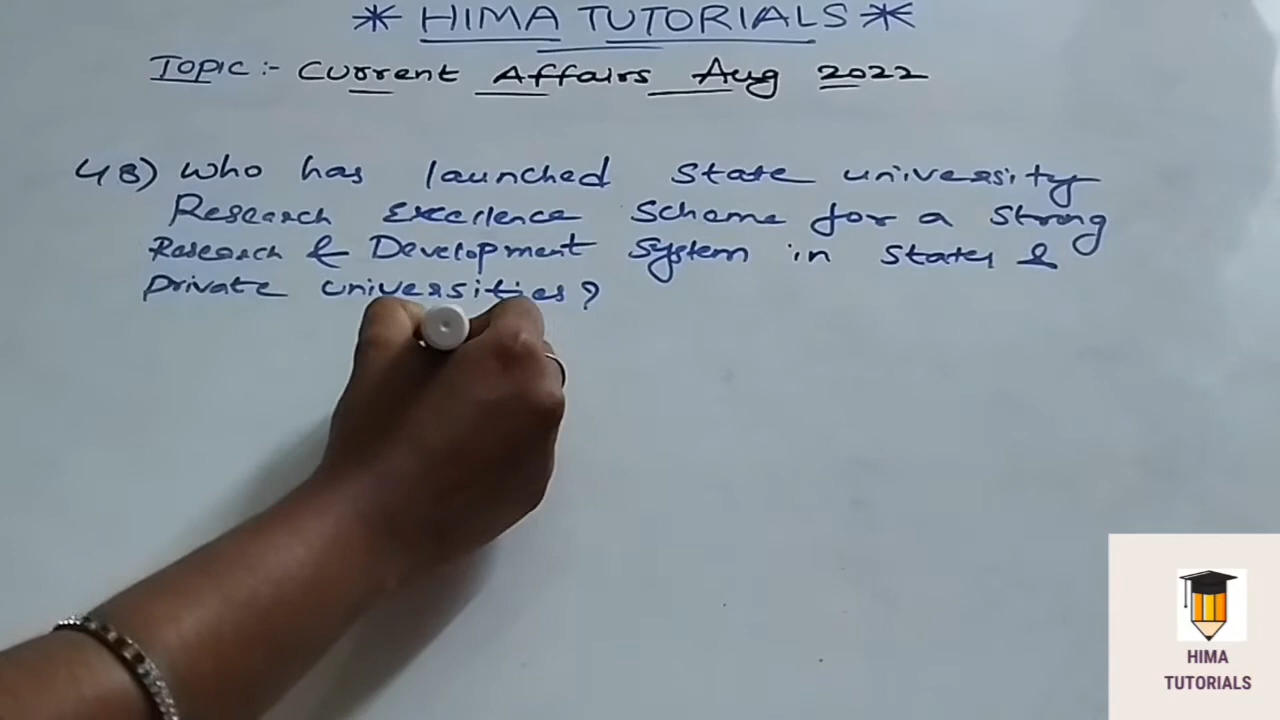 * HIMA TUTORIALS *
Topic:- Current Affairs Aug 2022
48) Who has launched State university
Research Excellence Scheme for a strong
Research & Development System in States &
Private universities?
HIMA
TUTORIALS